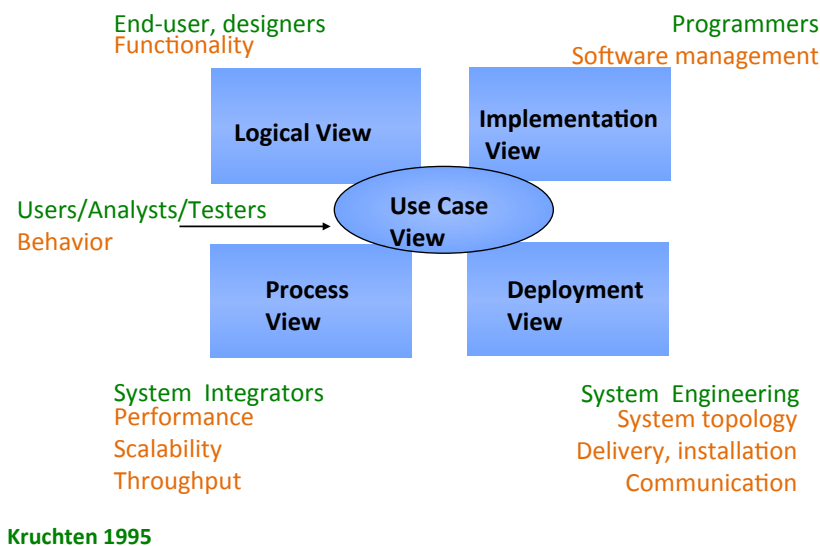 End-user, designers
Functionality
Programmers
Software management
Logical View
Implementation
View
Users/Analysts/Testers
Behavior
Use Case
View
Process
View
Deployment
View
System Integrators
Performance
Scalability
Throughput
System Engineering
System topology
Delivery, installation
Communication
Kruchten 1995